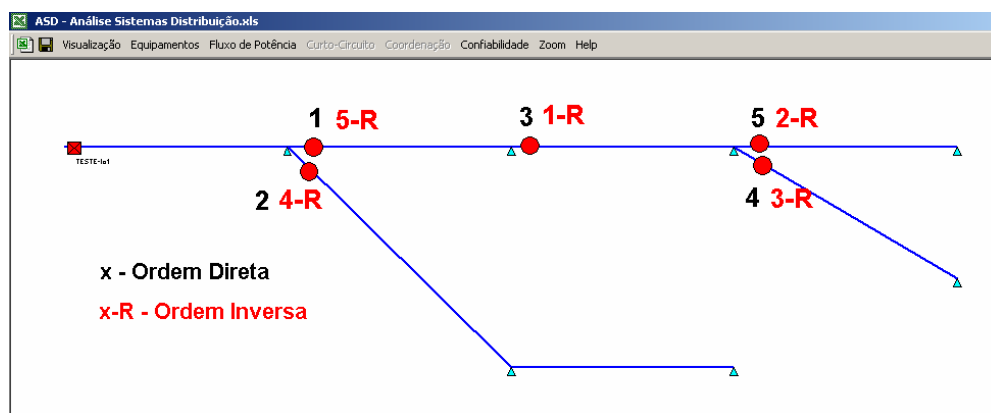 ASD - Análise Sistemas Distribuição.xls
Visualização Equipamentos Fluxo de Potência Curto-Circuito Coordenação Confiabilidade Zoom Help
1 5-R 3 1-R 5 2-R
TESTE-la1
2 4-R 4 3-R
x - Ordem Direta
x-R - Ordem Inversa